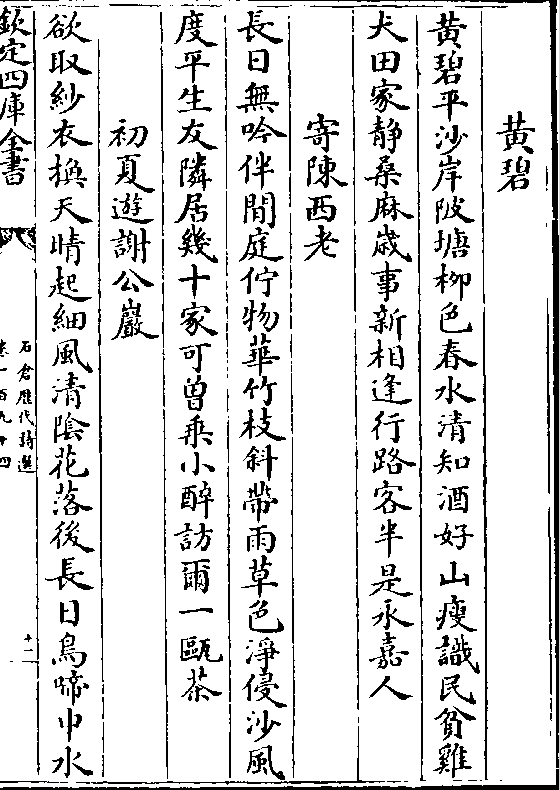 黄碧
黄碧平沙岸陂塘栁色春水清知酒好山瘦識民貧雞
犬田家静桑麻歳事新相逢行路客半是永嘉人
寄陳西老
長日無吟伴閒庭佇物華竹枝斜帶雨草色淨侵沙風
度平生友隣居幾十家可曽乗小醉訪爾一甌茶
初夏遊謝公巖
欲取紗衣換天晴起細風清陰花落後長日鳥啼中水
欽定四庫全書
石倉歴代詩選
卷一百九十四
十二